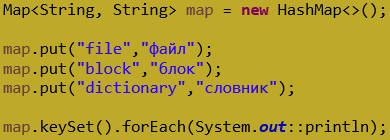 Map<String, String> map = new HashMap<>();
map.put("file","файл");
map.put("block","блок");
map.put("dictionary","словник");
map.keySet().forEach(System.out::println);